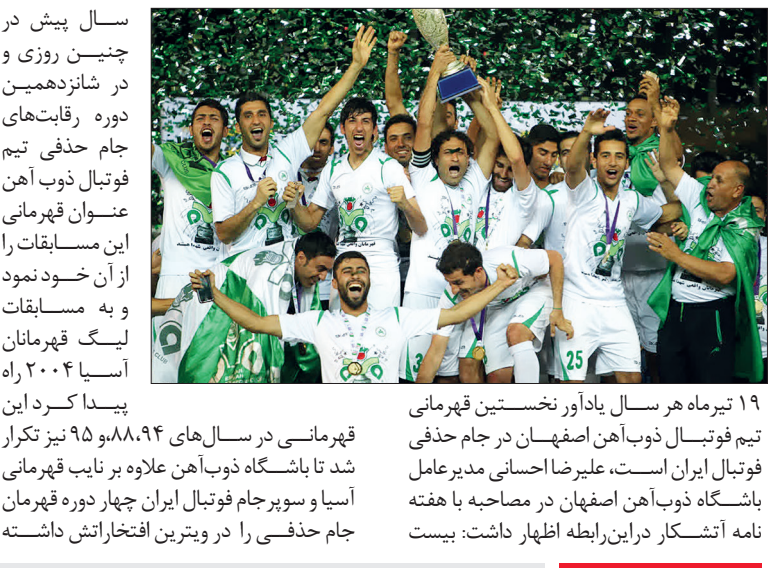 ۱۹ تیرماه هر سال یادآور نخستین قهرمانی
تیم فوتبال ذوب‌آهن اصفهان در جام حذفی
فوتبال ایران است، علیرضا احسانی مدیرعامل
باشگاه ذوب‌آهن اصفهان در مصاحبه با هفته
نامه آتشکار دراین‌رابطه اظهار داشت: بیست
سال پیش در
چنین روزی و
در شانزدهمین
دوره رقابت‌های
جام حذفی تیم
فوتبال ذوب آهن
عنوان قهرمانی
این مسابقات را
از آن خود نمود
و به مسابقات
لیگ قهرمانان
آسیا ۲۰۰۴ راه
پیدا کرد این
قهرمانی در سال‌های ۸۸،۹۴،و ۹۵ نیز تکرار
شد تا باشگاه ذوب‌آهن علاوه بر نایب قهرمانی
آسیا و سوپرجام فوتبال ایران چهار دوره قهرمان
جام حذفی را در ویترین افتخاراتش داشته
25